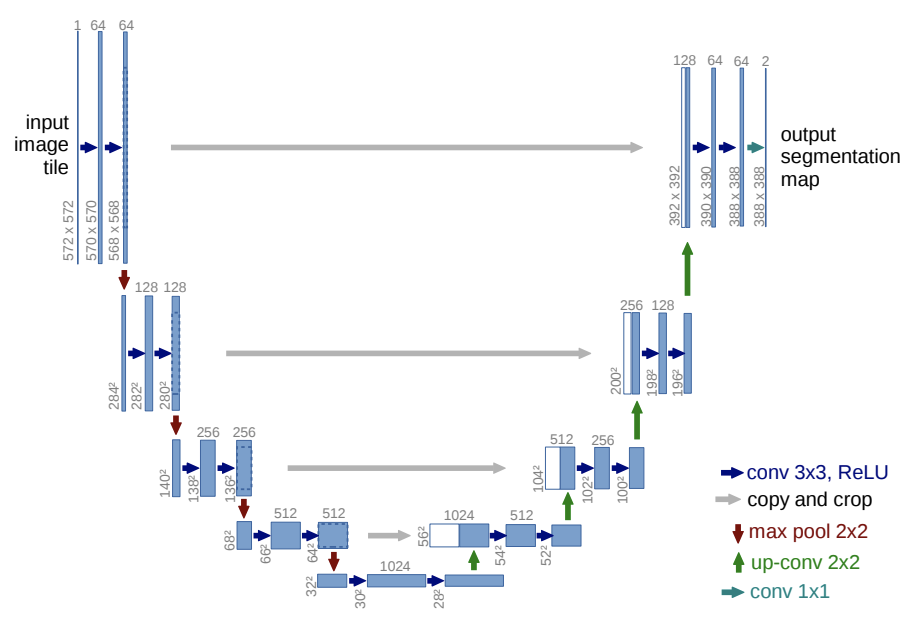 1 64 64
input
image
tile
572 x 572
570 x 570
568 x 568
128 64 64 2
output
segmentation
map
392 x 392
390 x 390
388 x 388
388 x 388
128 128
284²
282²
280²
256 128
200²
198²
196²
256 256
140²
138²
136²
512 256
104²
102²
100²
512 512
68²
66²
64²
1024 512
56²
54²
52²
1024
32²
30²
28²
conv 3x3, ReLU
copy and crop
max pool 2x2
up-conv 2x2
conv 1x1